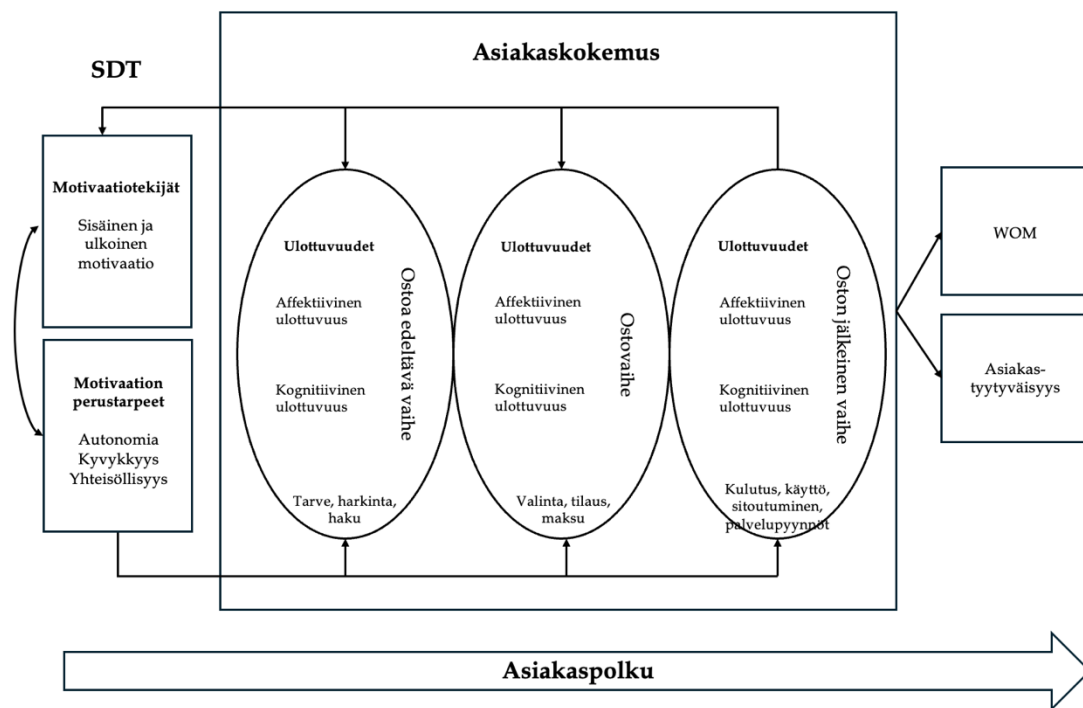 Asiakaskokemus
SDT
Motivaatiotekijät
Sisäinen ja
ulkoinen
motivaatio
Motivaation
perustarpeet
Autonomia
Kyvykkyys
Yhteisöllisyys
Ulottuvuudet
Affektiivinen
ulottuvuus
Kognitiivinen
ulottuvuus
Ostoa edeltävä vaihe
Tarve, harkinta,
haku
Ulottuvuudet
Affektiivinen
ulottuvuus
Kognitiivinen
ulottuvuus
Ostovaihe
Valinta, tilaus,
maksu
Ulottuvuudet
Affektiivinen
ulottuvuus
Kognitiivinen
ulottuvuus
Oston jälkeinen vaihe
Kulutus, käyttö,
sitoutuminen,
palvelupyynnöt
WOM
Asiakas-
tyytyväisyys
Asiakaspolku